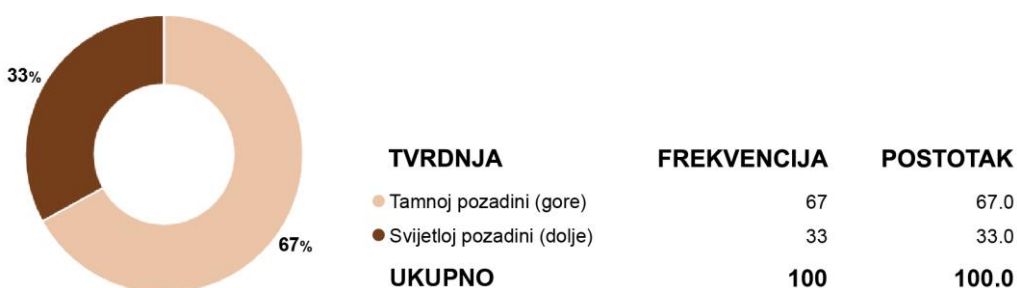 33%
67%
TVRDNJA FREKVENCIJA POSTOTAK
Tamnoj pozadini (gore) 67 67.0
Svijetloj pozadini (dolje) 33 33.0
UKUPNO 100 100.0